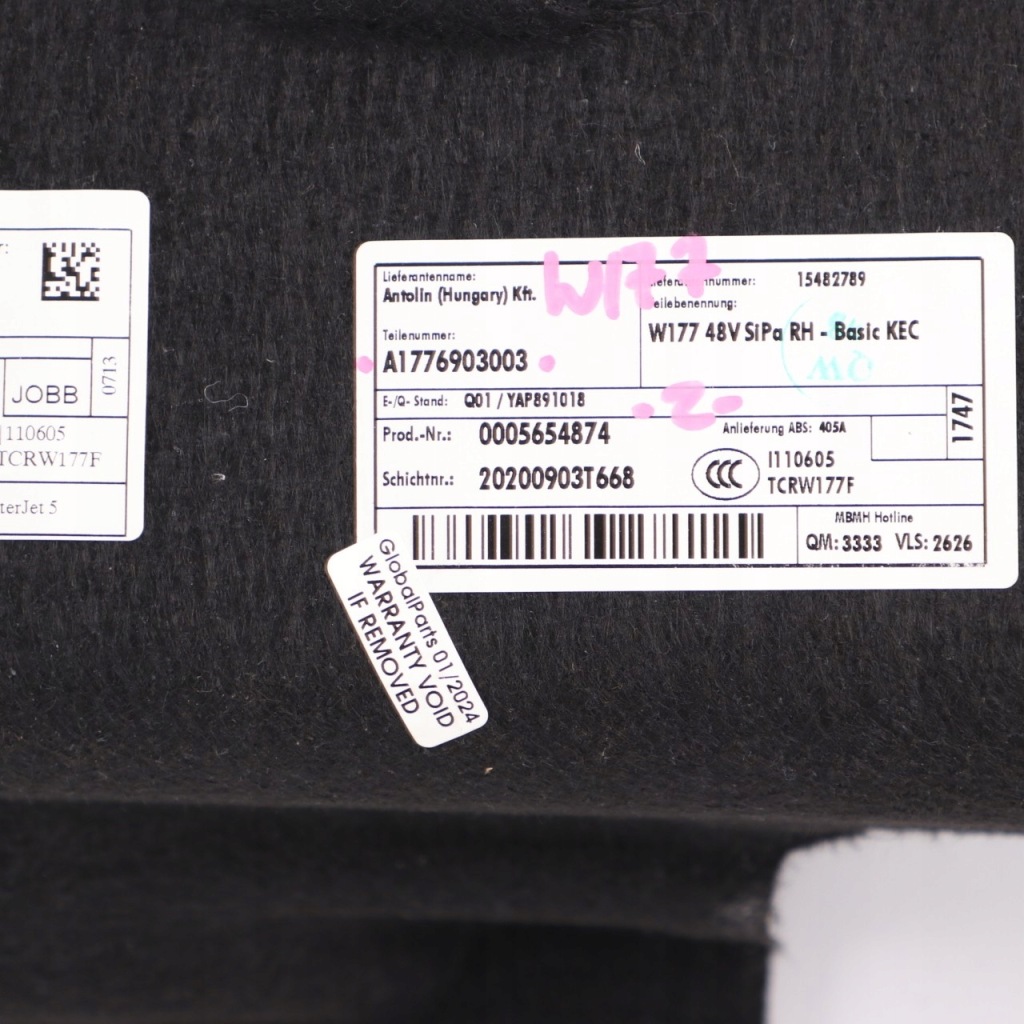 r:
JOBB
0713
110605
TCRW177F
terJet 5
W177
Lieferantenname:
Antolin (Hungary) Kft.
nummer:
15482789
eilebenennung:
W177 48V SiPa RH - Basic KEC
Teilenummer:
A1776903003
E-/Q- Stand: Q01 / YAP891018
-2-
1747
Prod.-Nr.: 0005654874
Anlieferung ABS: 405A
Schichtnr.: 20200903T668
CCC
I110605
TCRW177F
MBMH Hotline
QM: 3333 VLS: 2626
GlobalParts 01/2024
WARRANTY VOID
IF REMOVED